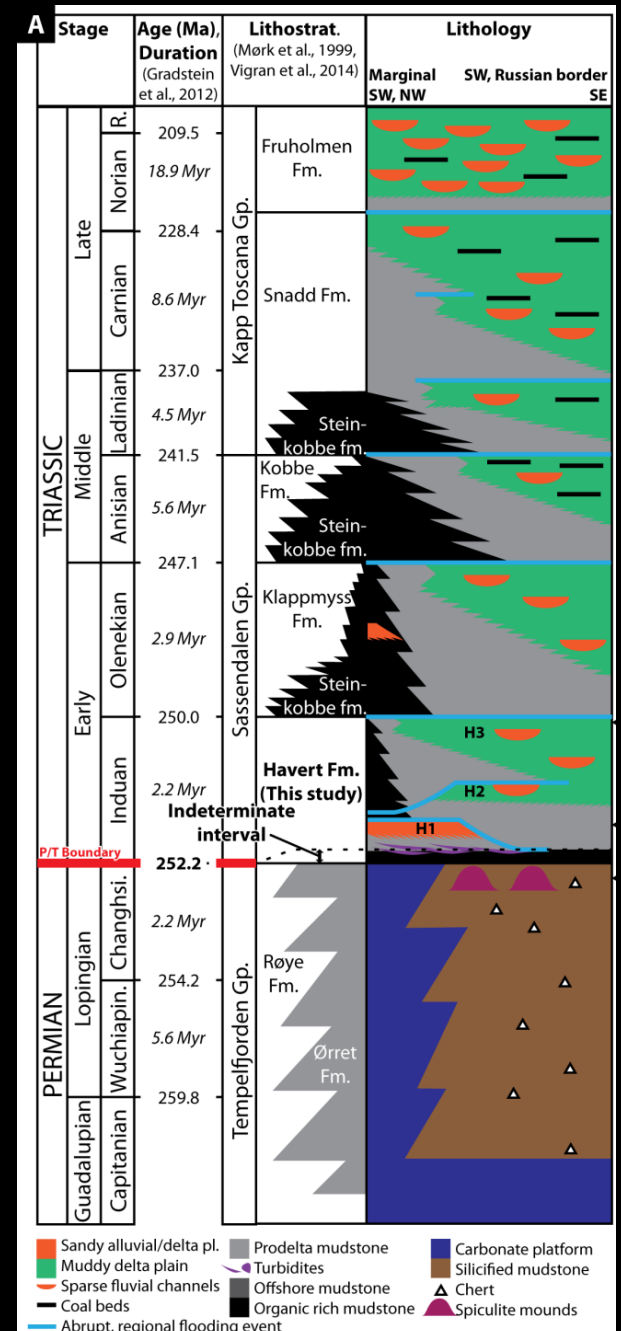 A
Stage
Age (Ma),
Duration
(Gradstein
et al., 2012)
Lithostrat.
(Mørk et al., 1999,
Vigran et al., 2014)
Lithology
Marginal
SW, NW
SW, Russian border
SE
TRIASSIC
Late
R.
209.5
Norian
18.9 Myr
228.4
Carnian
8.6 Myr
237.0
Middle
Ladinian
4.5 Myr
241.5
Anisian
5.6 Myr
247.1
Early
Olenekian
2.9 Myr
250.0
Induan
2.2 Myr
P/T Boundary
252.2
PERMIAN
Lopingian
Changhsi.
2.2 Myr
254.2
Wuchiapin.
5.6 Myr
259.8
Guadalupian
Capitanian
Kapp Toscana Gp.
Fruholmen
Fm.
Snadd Fm.
Stein-
kobbe fm.
Sassendalen Gp.
Kobbe
Fm.
Stein-
kobbe fm.
Klappmyss
Fm.
Stein-
kobbe fm.
Havert Fm.
(This study)
Indeterminate
interval
H3
H2
H1
Tempelfjorden Gp.
Røye
Fm.
Ørret
Fm.
Sandy alluvial/delta pl.
Muddy delta plain
Sparse fluvial channels
Coal beds
Abrupt, regional flooding event
Prodelta mudstone
Turbidites
Offshore mudstone
Organic rich mudstone
Carbonate platform
Silicified mudstone
Chert
Spiculite mounds